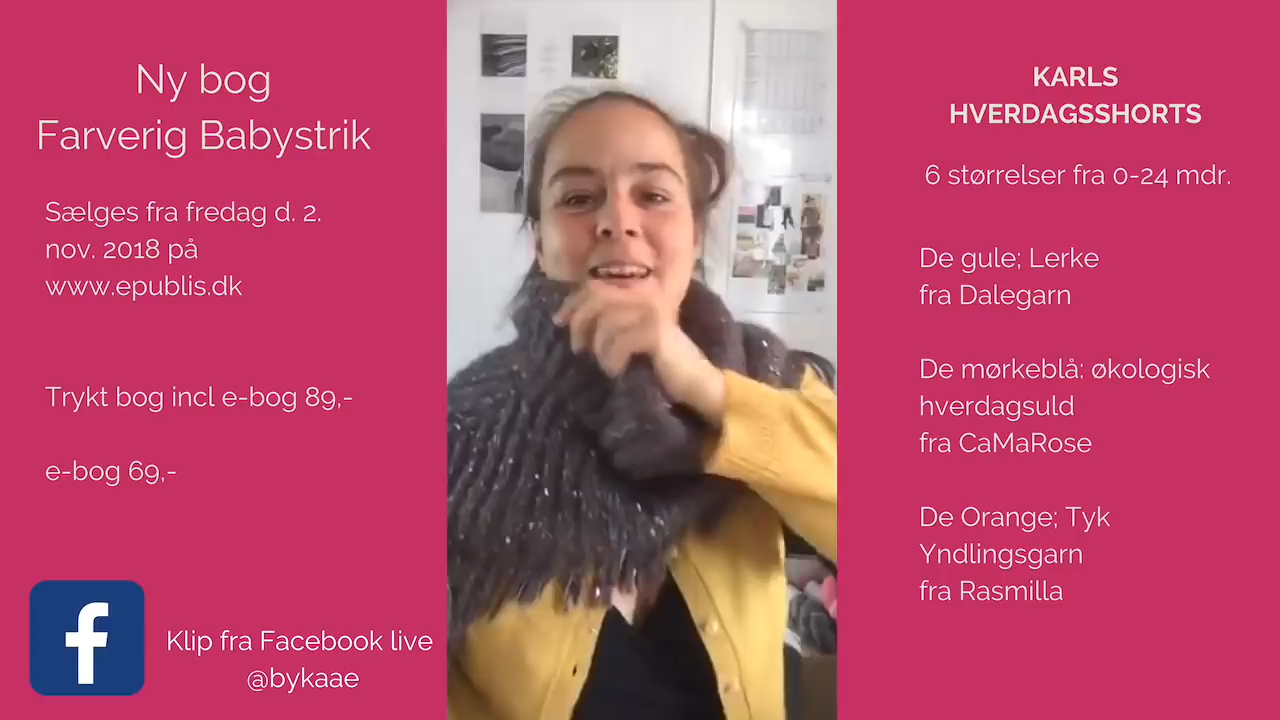 Ny bog
Farverig Babystrik
Sælges fra fredag d. 2.
nov. 2018 på
www.epublis.dk
Trykt bog incl e-bog 89,-
e-bog 69,-
f
Klip fra Facebook live
@bykaae
KARLS
HVERDAGSSHORTS
6 størrelser fra 0-24 mdr.
De gule; Lerke
fra Dalegarn
De mørkeblå: økologisk
hverdagsuld
fra CaMaRose
De Orange; Tyk
Yndlingsgarn
fra Rasmilla